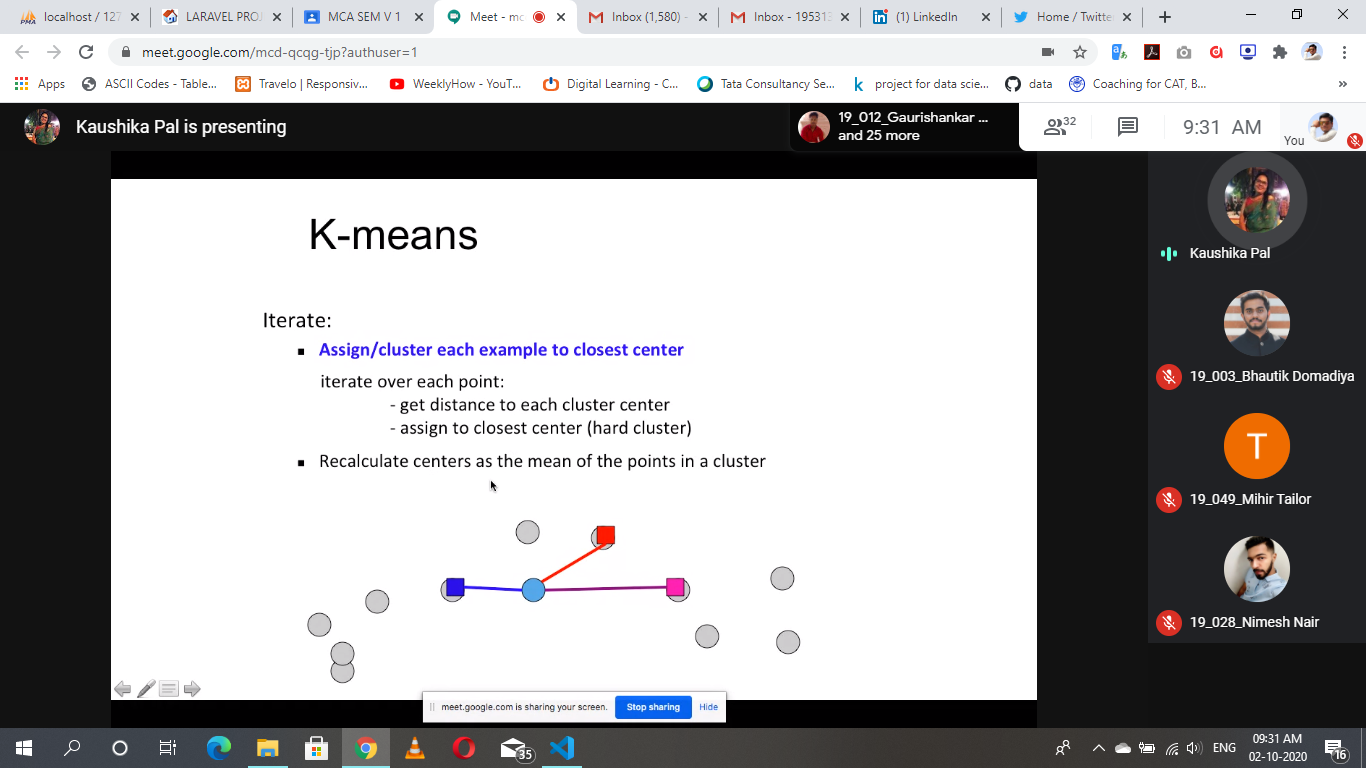 localhost / 127
LARAVEL PROJ
MCA SEM V 1
Meet - mc
Inbox (1,580) -
Inbox - 195313
(1) LinkedIn
Home / Twitte
meet.google.com/mcd-qcqg-tjp?authuser=1
Apps
ASCII Codes - Table...
Travelo | Responsiv...
WeeklyHow - YouT...
Digital Learning - C...
Tata Consultancy Se...
project for data scie...
data
Coaching for CAT, B...
Kaushika Pal is presenting
19_012_Gaurishankar ...
and 25 more
32
9:31 AM
You
K-means
Iterate:
▪ Assign/cluster each example to closest center
iterate over each point:
- get distance to each cluster center
- assign to closest center (hard cluster)
▪ Recalculate centers as the mean of the points in a cluster
Kaushika Pal
19_003_Bhautik Domadiya
T
19_049_Mihir Tailor
19_028_Nimesh Nair
meet.google.com is sharing your screen.
Stop sharing
Hide
35
ENG
09:31 AM
02-10-2020
16